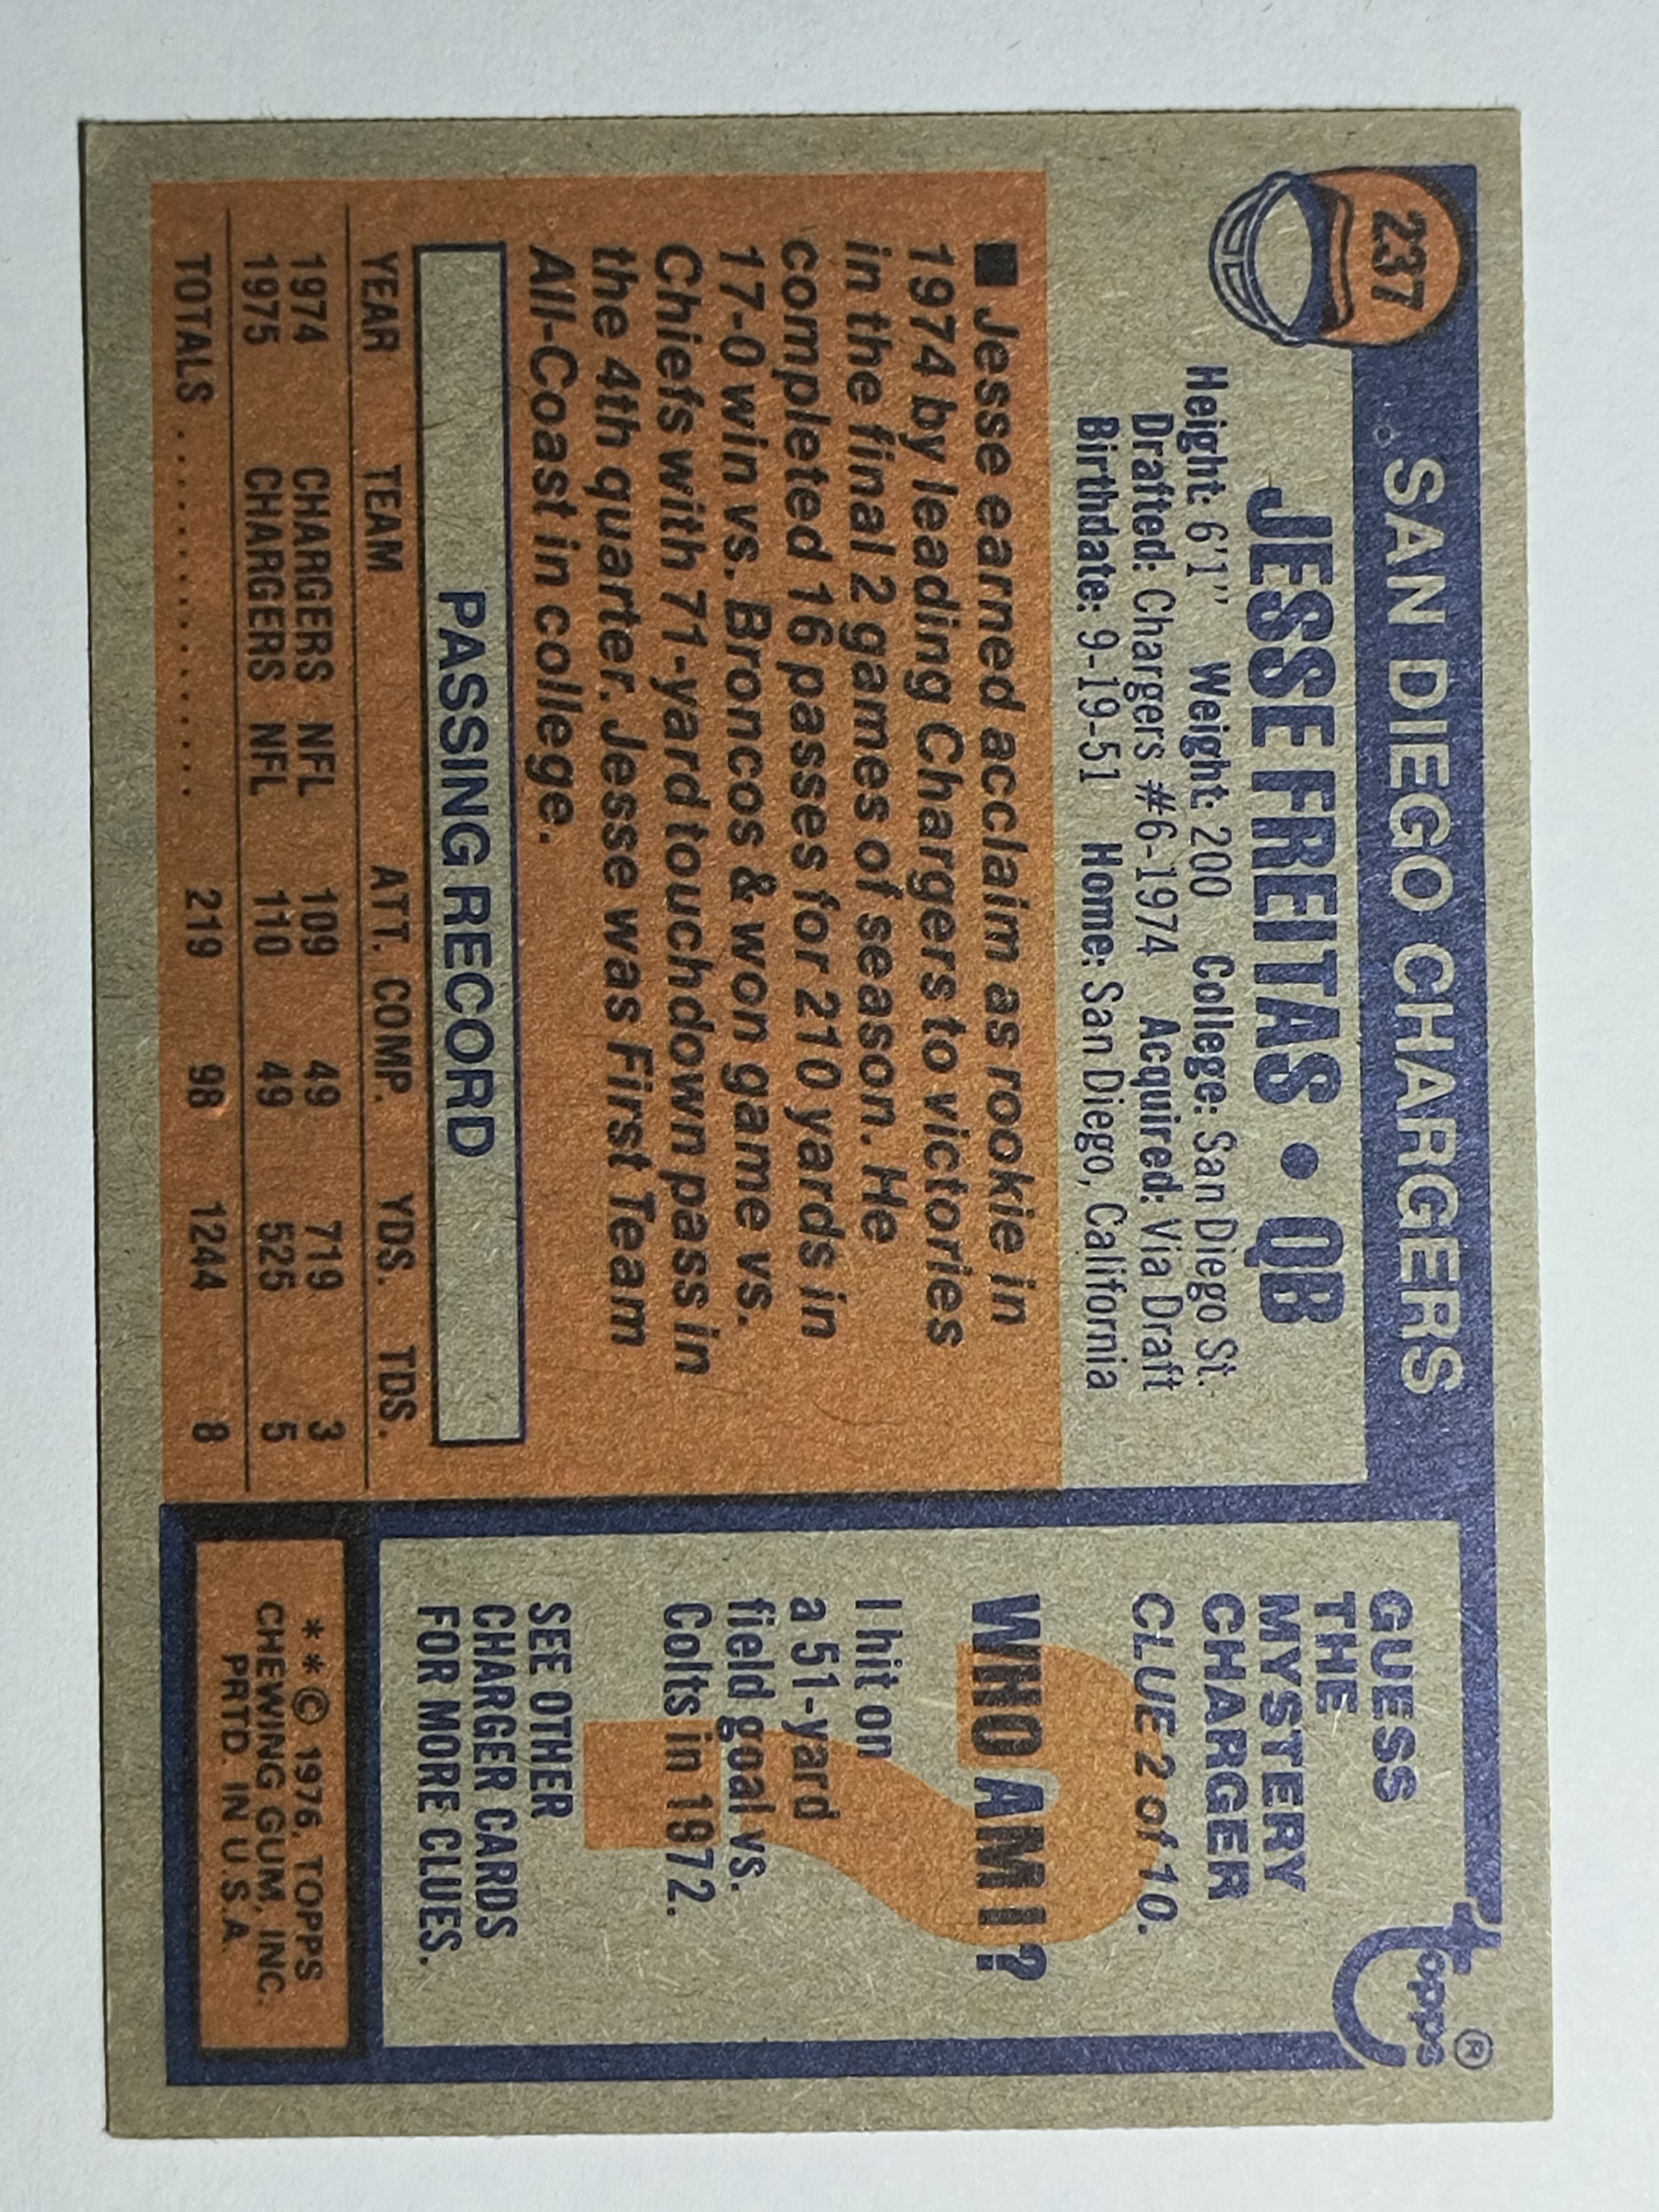 237
SAN DIEGO CHARGERS
JESSE FREITAS • QB
Height: 6'1" Weight: 200 College: San Diego St.
Drafted: Chargers #6-1974 Acquired: Via Draft
Birthdate: 9-19-51 Home: San Diego, California
■ Jesse earned acclaim as rookie in
1974 by leading Chargers to victories
in the final 2 games of season. He
completed 16 passes for 210 yards in
17-0 win vs. Broncos & won game vs.
Chiefs with 71-yard touchdown pass in
the 4th quarter. Jesse was First Team
All-Coast in college.
PASSING RECORD
YEAR TEAM ATT. COMP. YDS. TDS.
1974 CHARGERS NFL 109 49 719 3
1975 CHARGERS NFL 110 49 525 5
TOTALS .................. 219 98 1244 8
topps ®
GUESS
THE
MYSTERY
CHARGER
CLUE 2 of 10.
WHO AM I?
I hit on
a 51-yard
field goal vs.
Colts in 1972.
SEE OTHER
CHARGER CARDS
FOR MORE CLUES.
**© 1976, TOPPS
CHEWING GUM, INC.
PRTD. IN U.S.A.